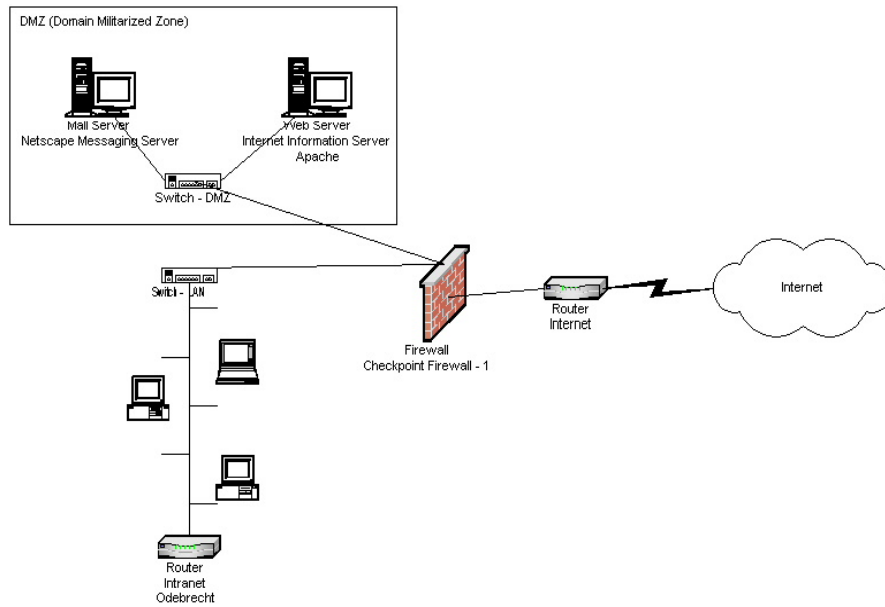 DMZ (Domain Militarized Zone)
Mail Server
Netscape Messaging Server
Web Server
Internet Information Server
Apache
Switch - DMZ
Switch - LAN
Firewall
Checkpoint Firewall - 1
Router
Internet
Internet
Router
Intranet
Odebrecht